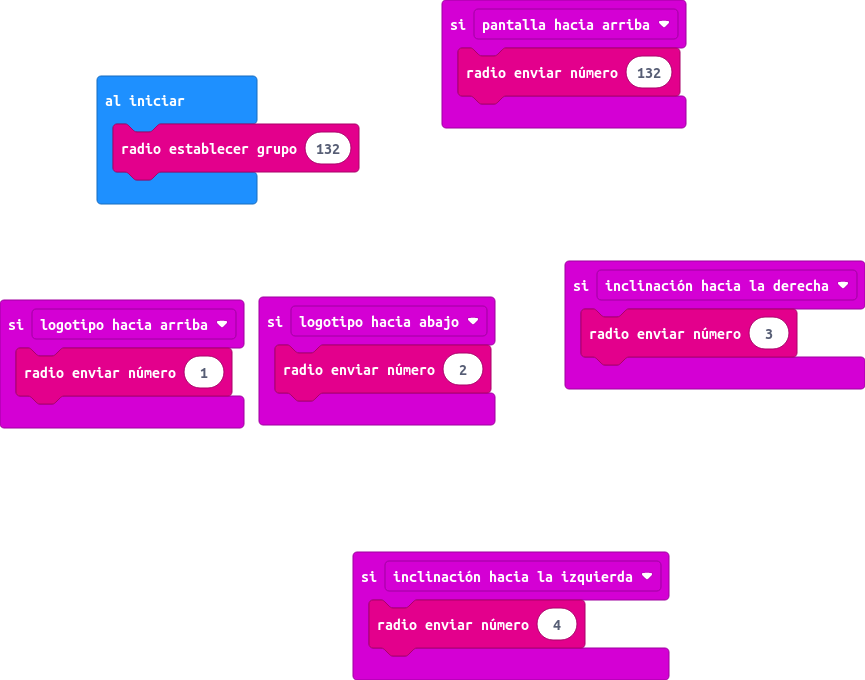 si pantalla hacia arriba
radio enviar número 132
al iniciar
radio establecer grupo 132
si logotipo hacia arriba
radio enviar número 1
si logotipo hacia abajo
radio enviar número 2
si inclinación hacia la derecha
radio enviar número 3
si inclinación hacia la izquierda
radio enviar número 4